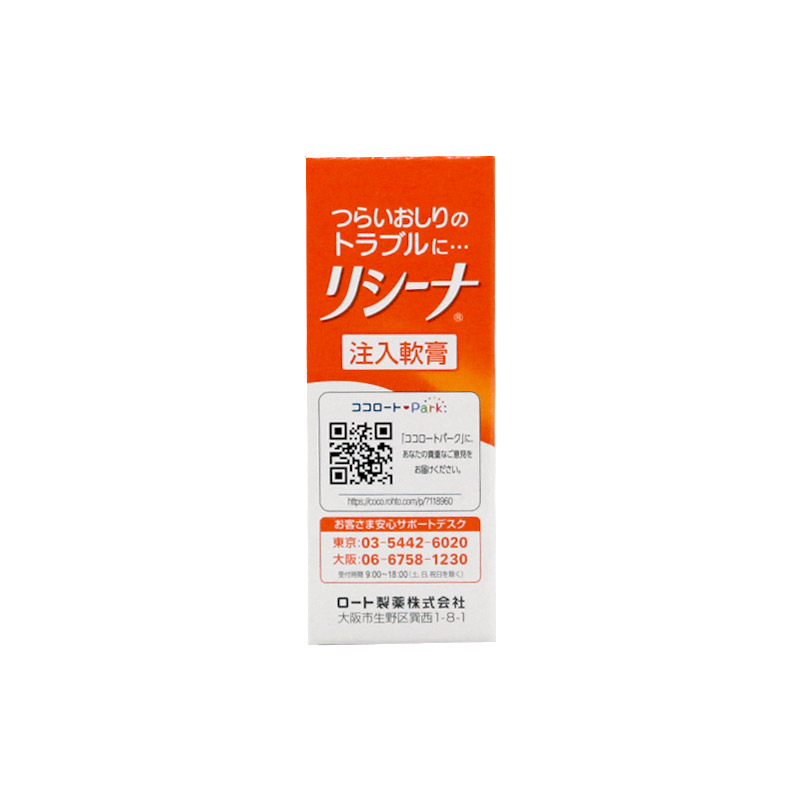 つらいおしりの
トラブルに…
リシーナ®
注入軟膏
ココロート Park
「ココロートパーク」に、
あなたの貴重なご意見を
お届けください。
https://coco.rohto.com/p/?118960
お客さま安心サポートデスク
東京:03-5442-6020
大阪:06-6758-1230
受付時間 9:00〜18:00(土、日、祝日を除く)
ロート製薬株式会社
大阪市生野区巽西1-8-1